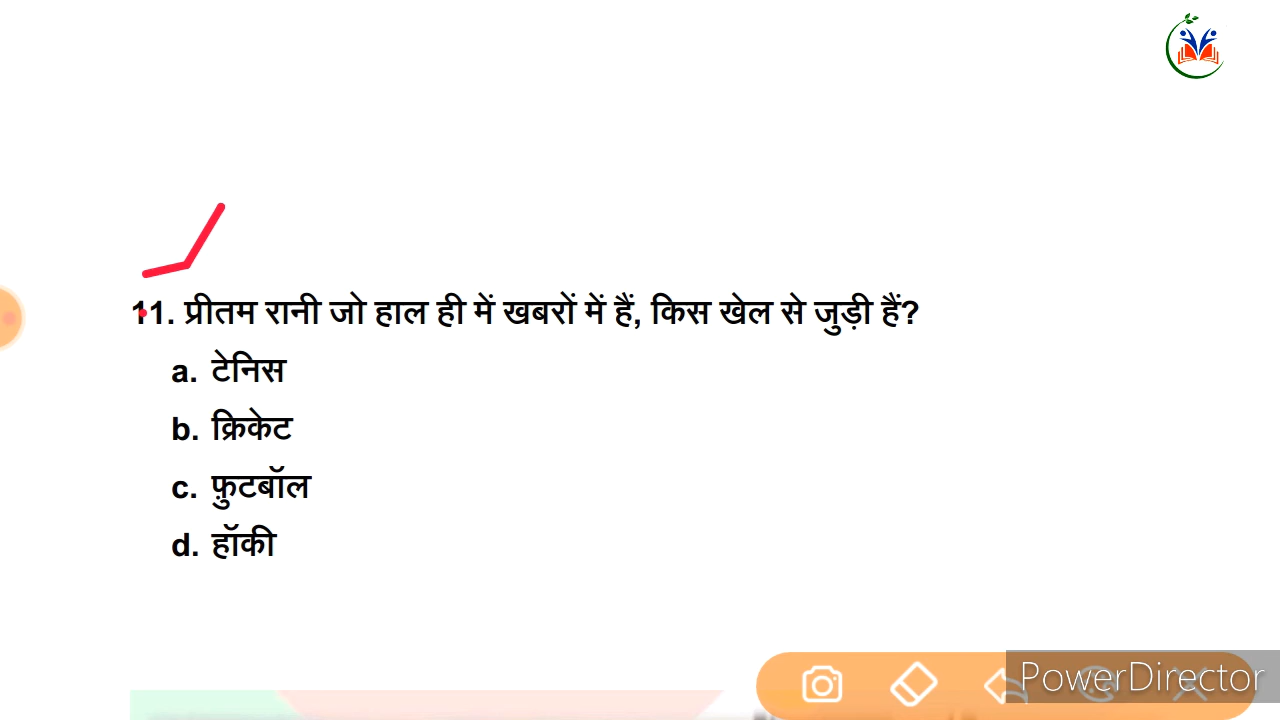 11. प्रीतम रानी जो हाल ही में खबरों में हैं, किस खेल से जुड़ी हैं?
a. टेनिस
b. क्रिकेट
c. फ़ुटबॉल
d. हॉकी
PowerDirector